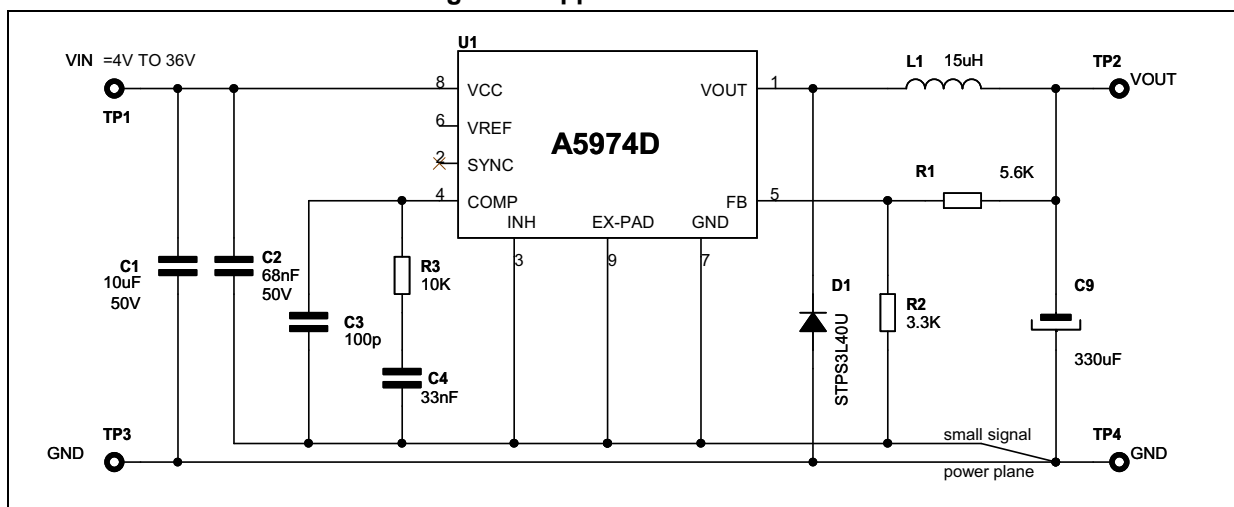 U1
VIN =4V TO 36V
TP1
8
VCC
6
VREF
2
SYNC
4
COMP
A5974D
VOUT
1
FB
5
INH
EX-PAD
GND
3
9
7
L1
15uH
TP2
VOUT
R1
5.6K
C1
10uF
50V
C2
68nF
50V
C3
100p
R3
10K
C4
33nF
D1
STPS3L40U
R2
3.3K
C9
330uF
TP3
GND
small signal
power plane
TP4
GND